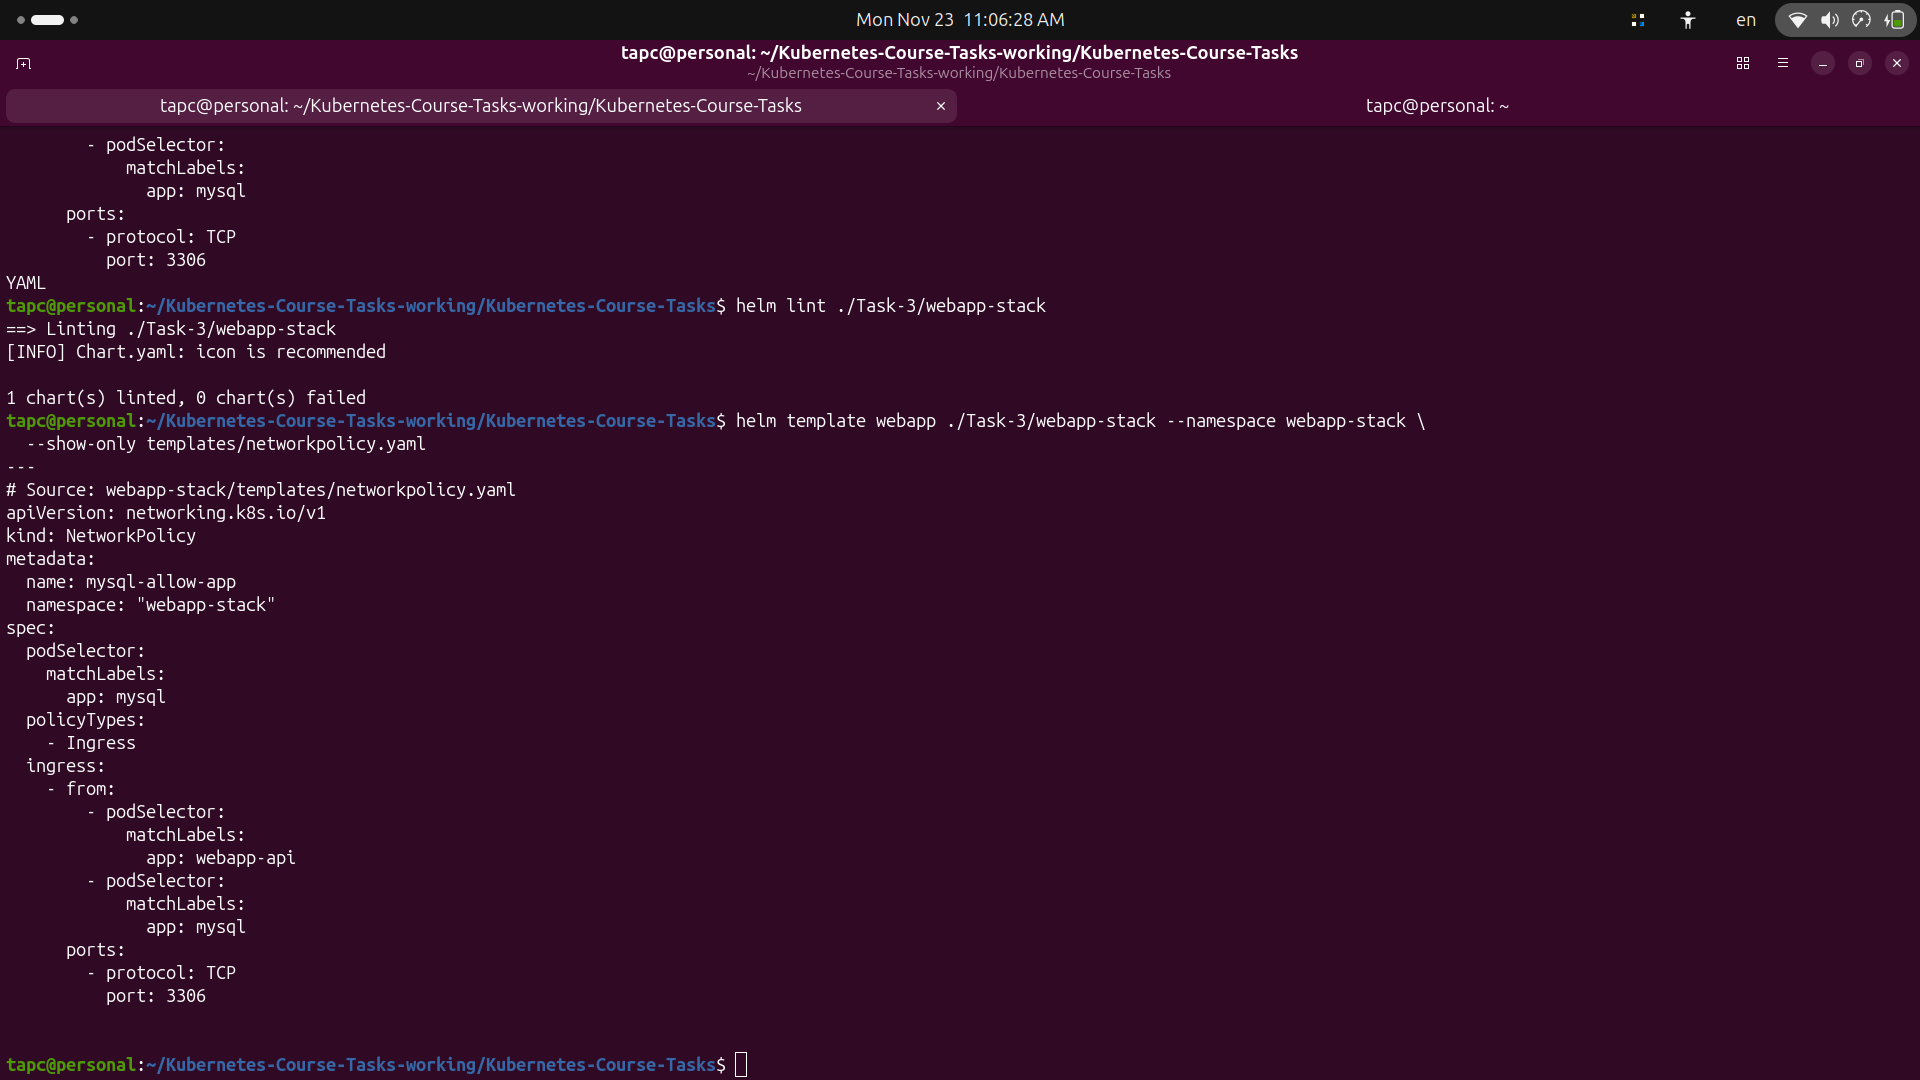 Mon Nov 23  11:06:28 AM
en
tapc@personal: ~/Kubernetes-Course-Tasks-working/Kubernetes-Course-Tasks
~/Kubernetes-Course-Tasks-working/Kubernetes-Course-Tasks
tapc@personal: ~/Kubernetes-Course-Tasks-working/Kubernetes-Course-Tasks
tapc@personal: ~
        - podSelector:
            matchLabels:
              app: mysql
      ports:
        - protocol: TCP
          port: 3306
YAML
tapc@personal:~/Kubernetes-Course-Tasks-working/Kubernetes-Course-Tasks$ helm lint ./Task-3/webapp-stack
==> Linting ./Task-3/webapp-stack
[INFO] Chart.yaml: icon is recommended

1 chart(s) linted, 0 chart(s) failed
tapc@personal:~/Kubernetes-Course-Tasks-working/Kubernetes-Course-Tasks$ helm template webapp ./Task-3/webapp-stack --namespace webapp-stack \
  --show-only templates/networkpolicy.yaml
---
# Source: webapp-stack/templates/networkpolicy.yaml
apiVersion: networking.k8s.io/v1
kind: NetworkPolicy
metadata:
  name: mysql-allow-app
  namespace: "webapp-stack"
spec:
  podSelector:
    matchLabels:
      app: mysql
  policyTypes:
    - Ingress
  ingress:
    - from:
        - podSelector:
            matchLabels:
              app: webapp-api
        - podSelector:
            matchLabels:
              app: mysql
      ports:
        - protocol: TCP
          port: 3306

tapc@personal:~/Kubernetes-Course-Tasks-working/Kubernetes-Course-Tasks$